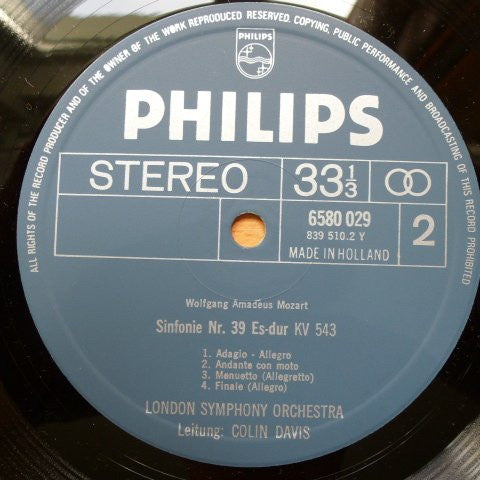 ALL RIGHTS OF THE RECORD PRODUCER AND OF THE OWNER OF THE WORK REPRODUCED RESERVED. COPYING, PUBLIC PERFORMANCE AND BROADCASTING OF THIS RECORD PROHIBITED
PHILIPS
PHILIPS
STEREO 33 1/3
6580 029 2
839 510.2 Y
MADE IN HOLLAND
Wolfgang Amadeus Mozart
Sinfonie Nr. 39 Es-dur KV 543
1. Adagio - Allegro
2. Andante con moto
3. Menuetto (Allegretto)
4. Finale (Allegro)
LONDON SYMPHONY ORCHESTRA
Leitung: COLIN DAVIS